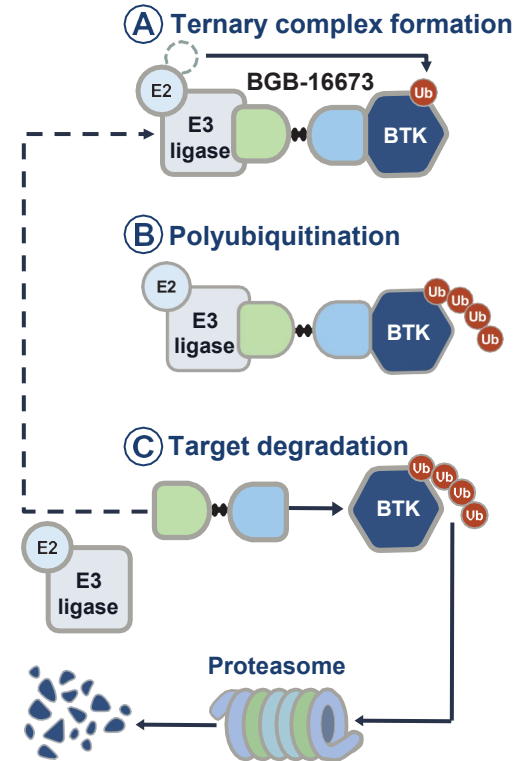 A Ternary complex formation
BGB-16673
E2
Ub
E3
ligase
BTK
B Polyubiquitination
E2
Ub
Ub
Ub
Ub
E3
ligase
BTK
C Target degradation
Ub
Ub
Ub
Ub
BTK
E2
E3
ligase
Proteasome